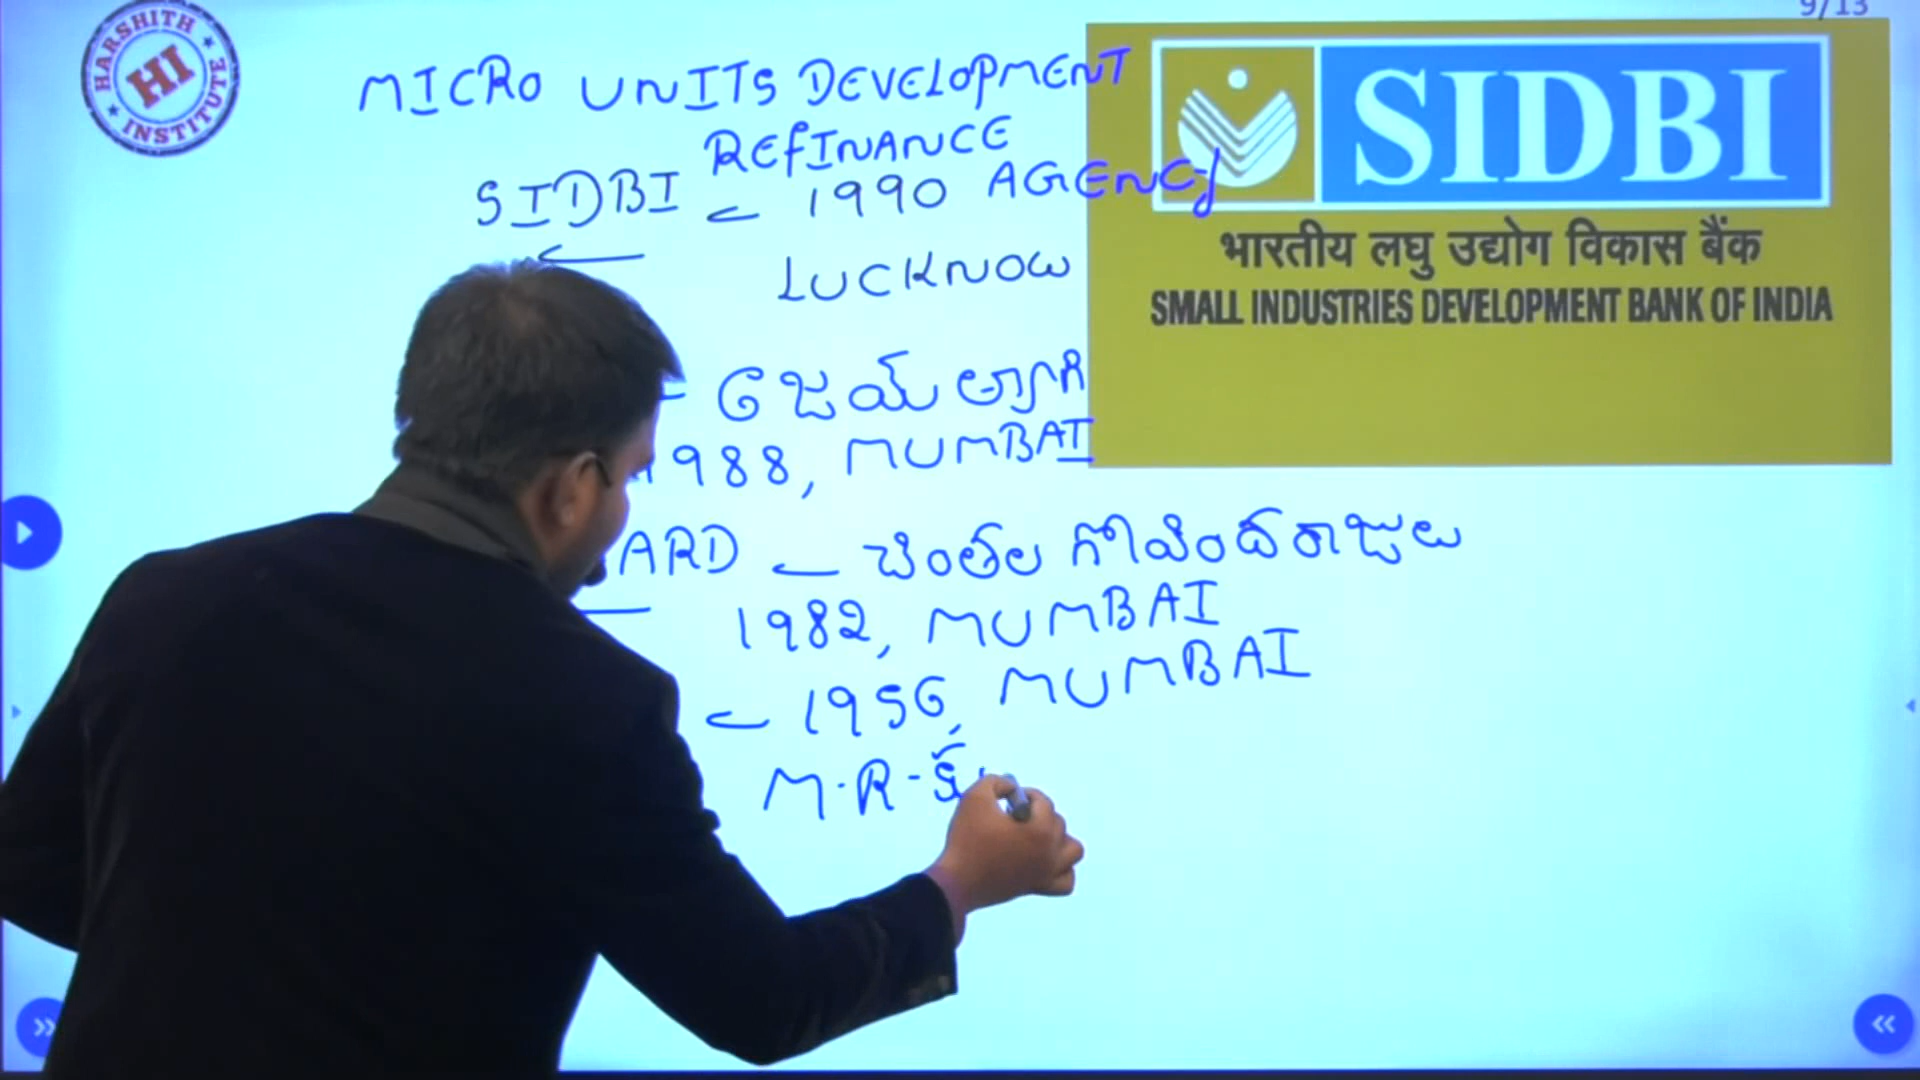 9/13
HARSHITH
HI
INSTITUTE
MICRO UNITS DEVELOPMENT
REFINANCE
AGENCY
SIDBI - 1990
LUCKNOW
SIDBI
भारतीय लघु उद्योग विकास बैंक
SMALL INDUSTRIES DEVELOPMENT BANK OF INDIA
1988, MUMBAI
ARD - చింతల గోవిందరాజులు
1982, MUMBAI
- 1956, MUMBAI
M.R-